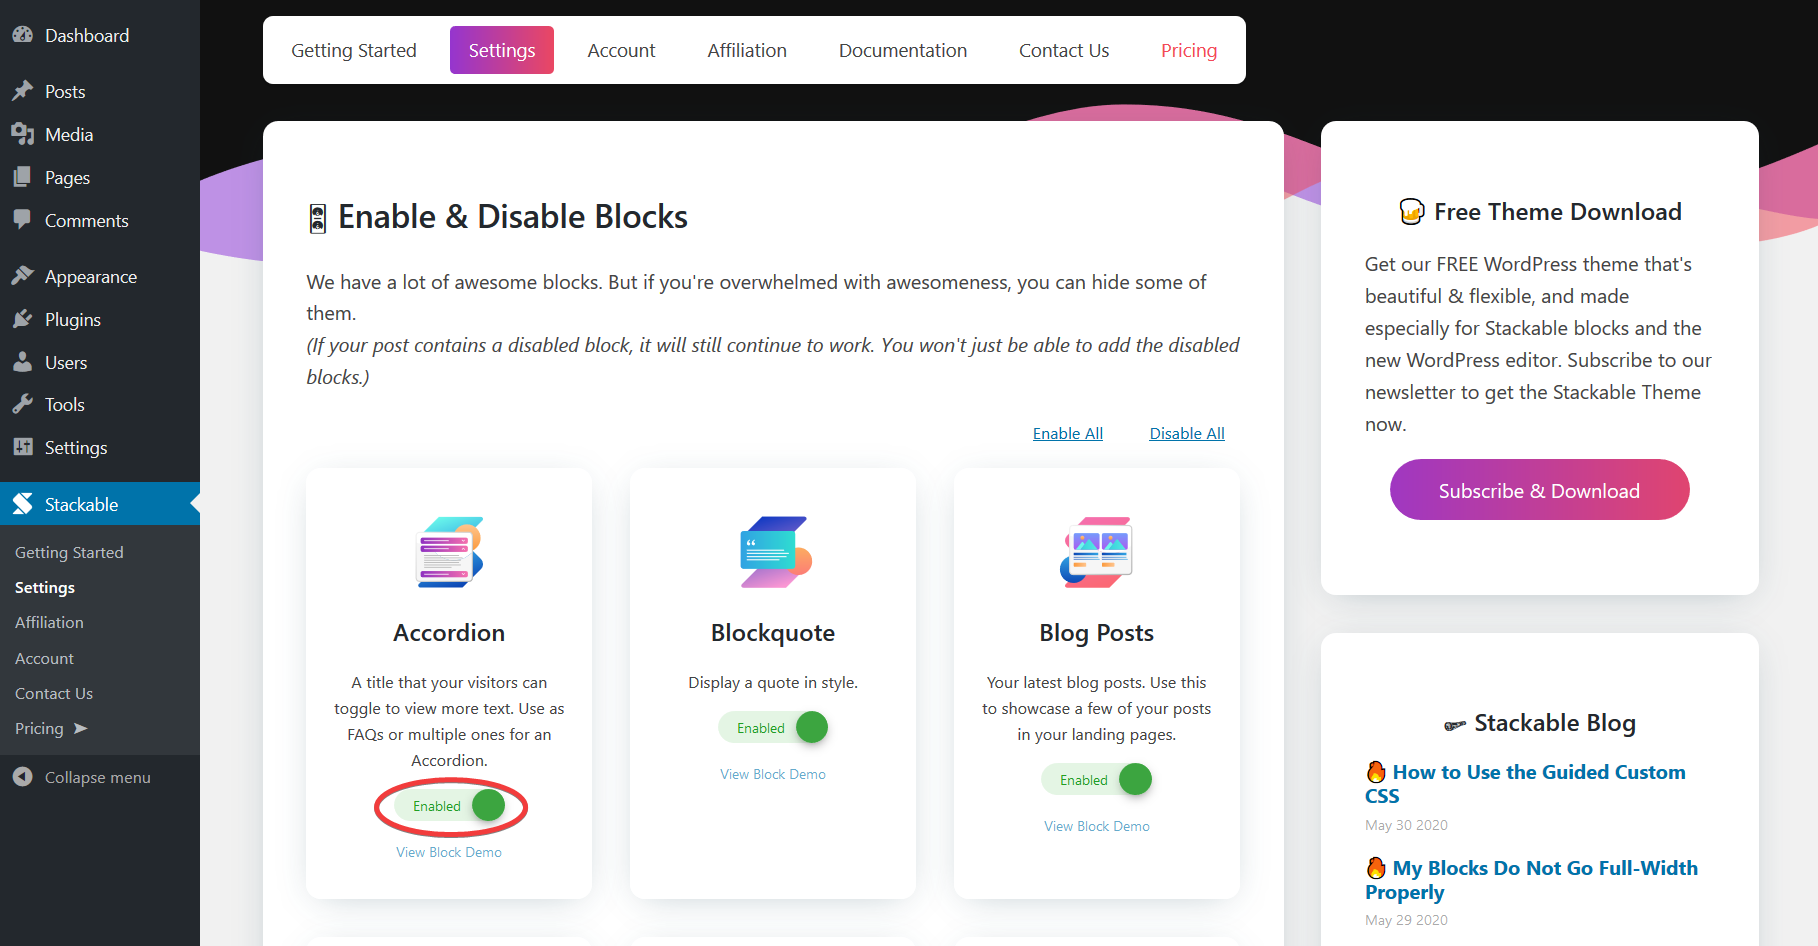 Dashboard
Posts
Media
Pages
Comments
Appearance
Plugins
Users
Tools
Settings
Stackable
Getting Started
Settings
Affiliation
Account
Contact Us
Pricing ➤
Collapse menu
Getting Started Settings Account Affiliation Documentation Contact Us Pricing
Enable & Disable Blocks
We have a lot of awesome blocks. But if you're overwhelmed with awesomeness, you can hide some of
them.
(If your post contains a disabled block, it will still continue to work. You won't just be able to add the disabled
blocks.)
Enable All Disable All
Accordion
A title that your visitors can
toggle to view more text. Use as
FAQs or multiple ones for an
Accordion.
Enabled
View Block Demo
Blockquote
Display a quote in style.
Enabled
View Block Demo
Blog Posts
Your latest blog posts. Use this
to showcase a few of your posts
in your landing pages.
Enabled
View Block Demo
Free Theme Download
Get our FREE WordPress theme that's
beautiful & flexible, and made
especially for Stackable blocks and the
new WordPress editor. Subscribe to our
newsletter to get the Stackable Theme
now.
Subscribe & Download
Stackable Blog
How to Use the Guided Custom
CSS
May 30 2020
My Blocks Do Not Go Full-Width
Properly
May 29 2020